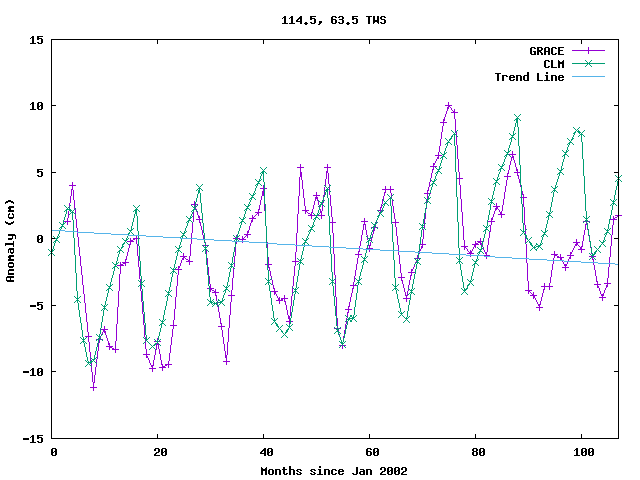 114.5, 63.5 TWS
GRACE
CLM
Trend Line
15
10
5
0
-5
-10
-15
Anomaly (cm)
0 20 40 60 80 100
Months since Jan 2002